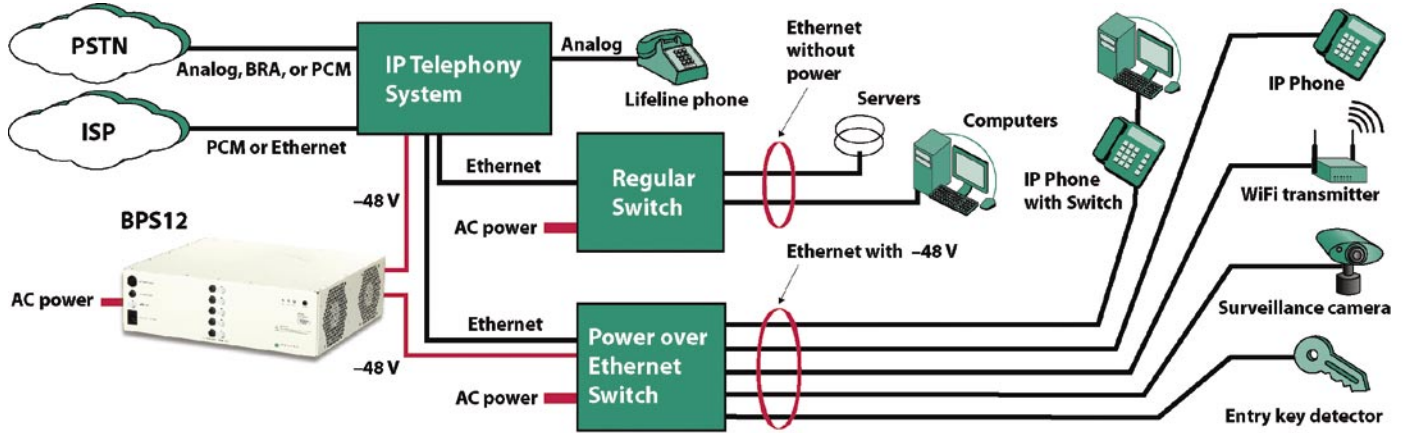 PSTN
Analog, BRA, or PCM
ISP
PCM or Ethernet
IP Telephony
System
Analog
Lifeline phone
Ethernet
without
power
Servers
Computers
IP Phone
with Switch
IP Phone
WiFi transmitter
Surveillance camera
Entry key detector
Ethernet
Regular
Switch
AC power
–48 V
BPS12
AC power
–48 V
Ethernet with –48 V
Ethernet
Power over
Ethernet
Switch
AC power